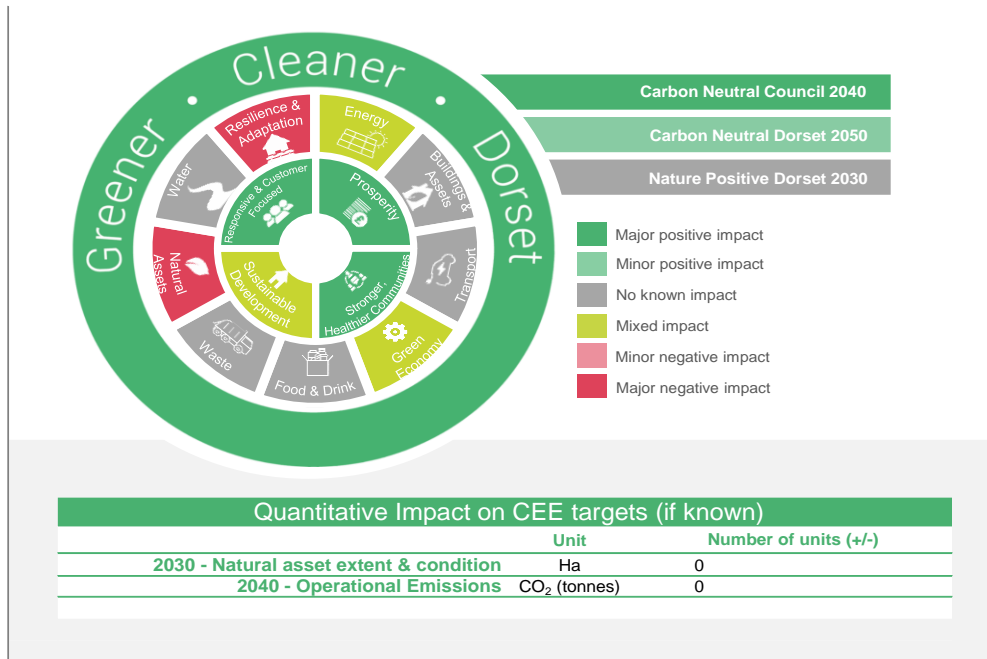 Greener • Cleaner • Dorset
Carbon Neutral Council 2040
Carbon Neutral Dorset 2050
Nature Positive Dorset 2030
Resilience &
Adaptation
Energy
Buildings &
Assets
Transport
Green
Economy
Food & Drink
Waste
Natural
Assets
Water
Responsive & Customer
Focused
Prosperity
Stronger,
Healthier Communities
Sustainable
Development
Major positive impact
Minor positive impact
No known impact
Mixed impact
Minor negative impact
Major negative impact
Quantitative Impact on CEE targets (if known)
Unit Number of units (+/-)
2030 - Natural asset extent & condition Ha 0
2040 - Operational Emissions CO₂ (tonnes) 0